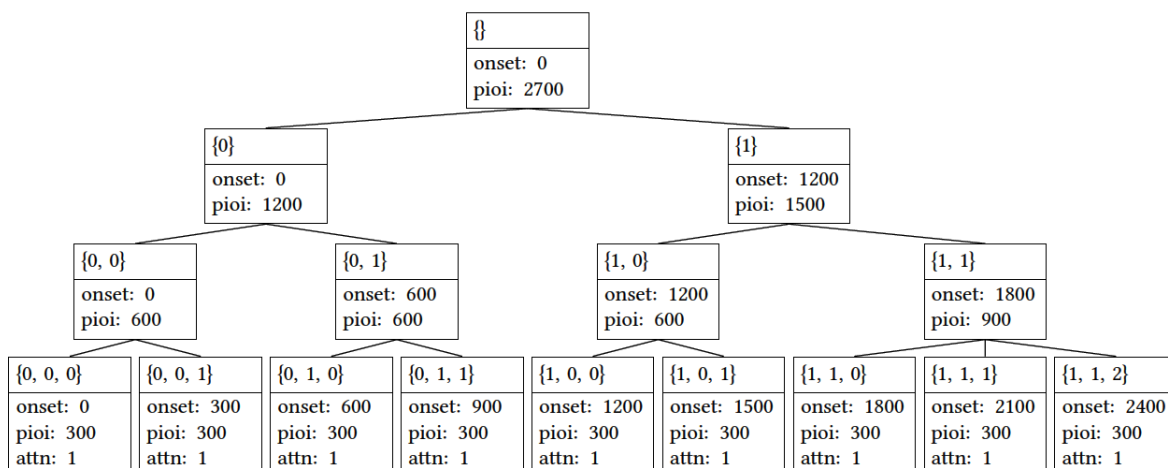 {}
onset: 0
pioi: 2700
{0}
onset: 0
pioi: 1200
{1}
onset: 1200
pioi: 1500
{0, 0}
onset: 0
pioi: 600
{0, 1}
onset: 600
pioi: 600
{1, 0}
onset: 1200
pioi: 600
{1, 1}
onset: 1800
pioi: 900
{0, 0, 0}
onset: 0
pioi: 300
attn: 1
{0, 0, 1}
onset: 300
pioi: 300
attn: 1
{0, 1, 0}
onset: 600
pioi: 300
attn: 1
{0, 1, 1}
onset: 900
pioi: 300
attn: 1
{1, 0, 0}
onset: 1200
pioi: 300
attn: 1
{1, 0, 1}
onset: 1500
pioi: 300
attn: 1
{1, 1, 0}
onset: 1800
pioi: 300
attn: 1
{1, 1, 1}
onset: 2100
pioi: 300
attn: 1
{1, 1, 2}
onset: 2400
pioi: 300
attn: 1